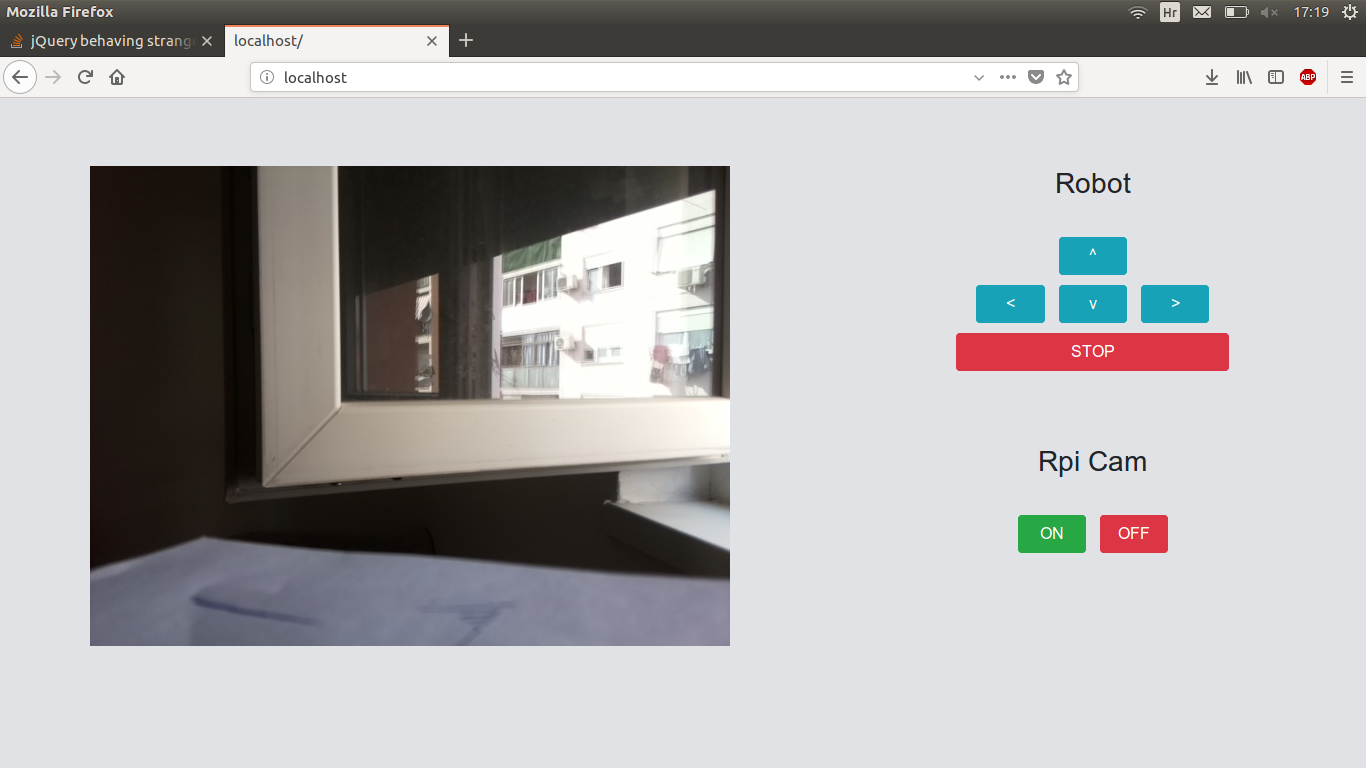 Mozilla Firefox
Hr
17:19
jQuery behaving strang
localhost/
localhost
ABP
Robot
^
< v >
STOP
Rpi Cam
ON OFF